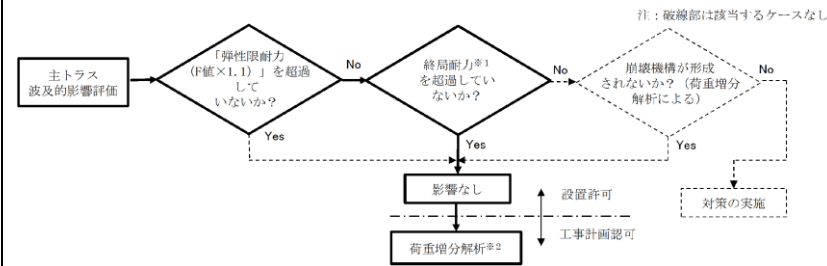 注：破線部は該当するケースなし
主トラス
波及的影響評価
「弾性限耐力
（F値×1.1）」を超過
して
いないか？
No
終局耐力※1
を超過してい
ないか？
No
崩壊機構が形成
されないか？（荷重増分
解析による）
No
Yes
Yes
Yes
影響なし
設置許可
対策の実施
工事計画認可
荷重増分解析※2